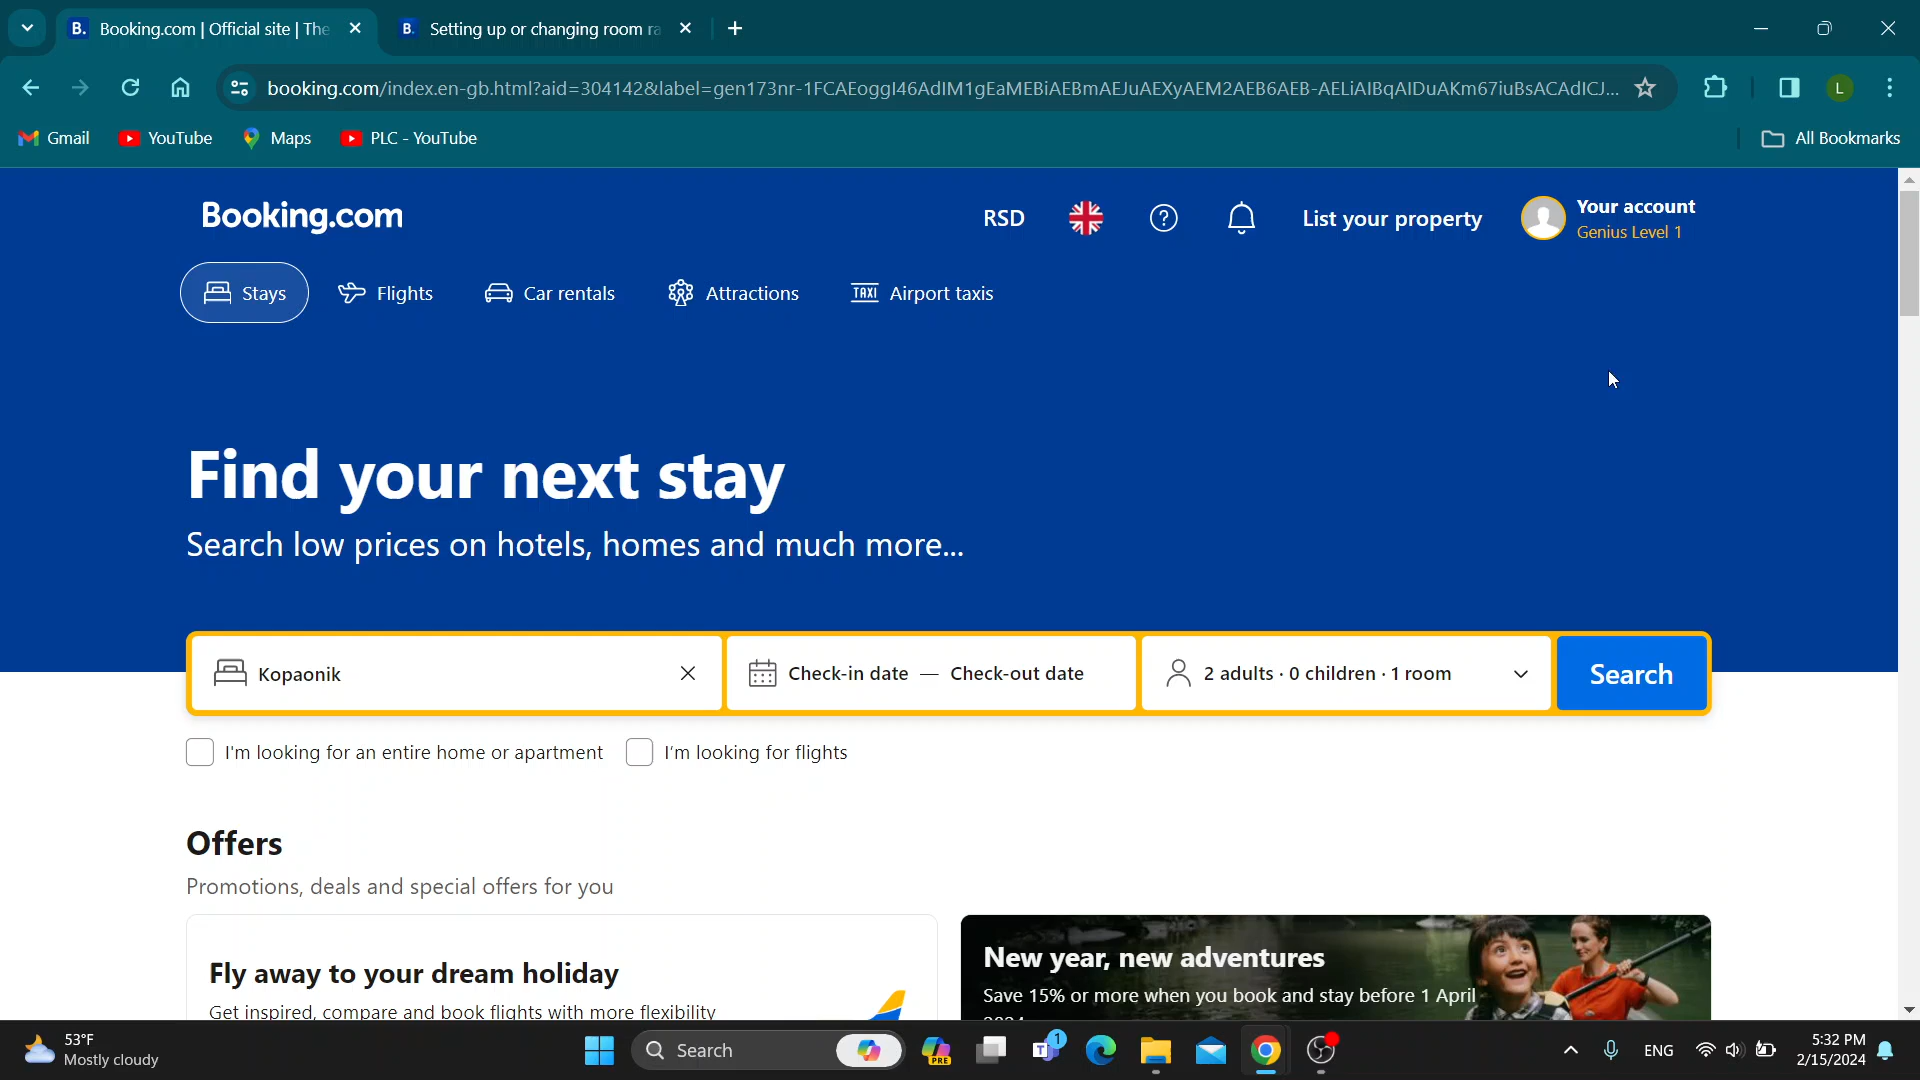 B. Booking.com | Official site | The
B. Setting up or changing room ra
booking.com/index.en-gb.html?aid=304142&label=gen173nr-1FCAEoggI46AdIM1gEaMEBiAEBmAEJuAEXyAEM2AEB6AEB-AELiAIBqAIDuAKm67iuBsACAdICJ...
L
Gmail
YouTube
Maps
PLC - YouTube
All Bookmarks
Booking.com
RSD
List your property
Your account
Genius Level 1
Stays
Flights
Car rentals
Attractions
TAXI Airport taxis
Find your next stay
Search low prices on hotels, homes and much more...
Kopaonik
Check-in date — Check-out date
2 adults · 0 children · 1 room
Search
I'm looking for an entire home or apartment
I'm looking for flights
Offers
Promotions, deals and special offers for you
Fly away to your dream holiday
Get inspired, compare and book flights with more flexibility
New year, new adventures
Save 15% or more when you book and stay before 1 April
53°F
Mostly cloudy
Search
PRE
T
1
ENG
5:32 PM
2/15/2024